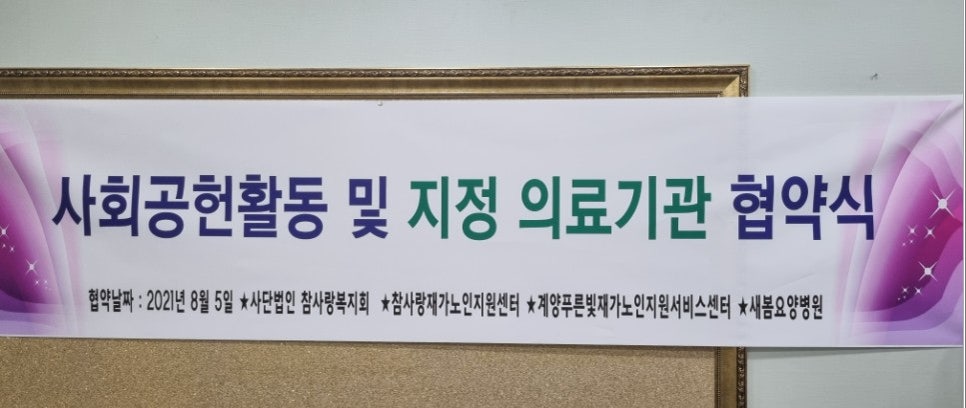 사회공헌활동 및 지정 의료기관 협약식
협약날짜 : 2021년 8월 5일 ★사단법인 참사랑복지회 ★참사랑재가노인지원센터 ★계양푸른빛재가노인지원서비스센터 ★새봄요양병원